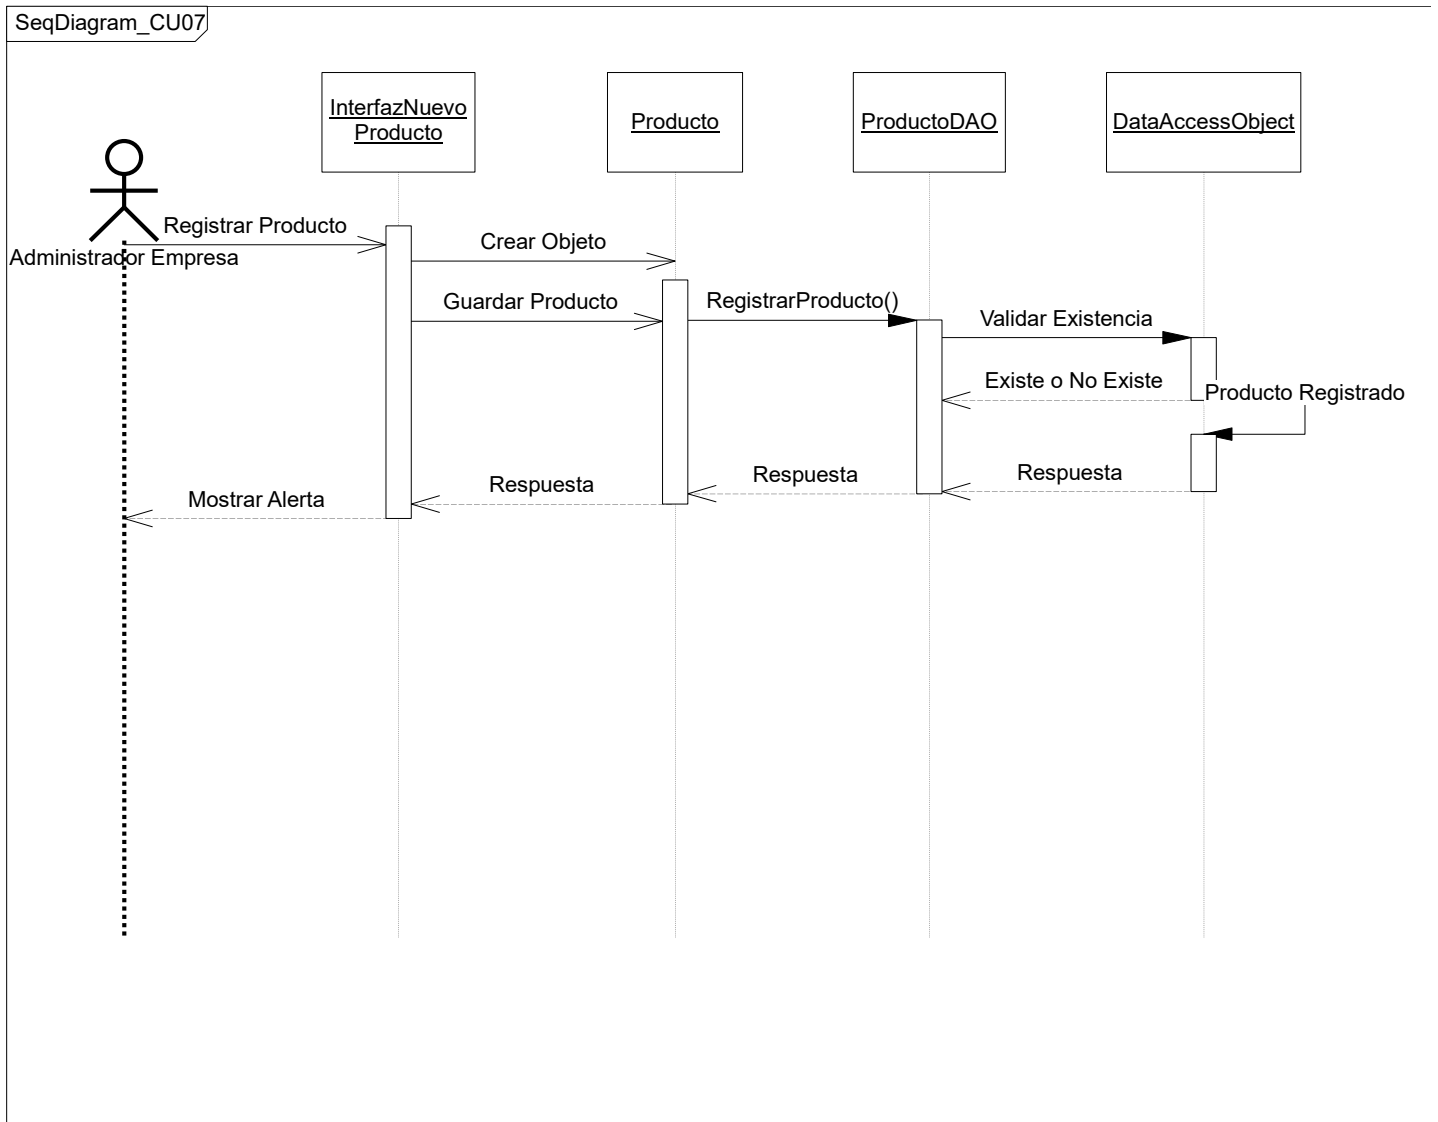 SeqDiagram_CU07
InterfazNuevo
Producto
Producto
ProductoDAO
DataAccessObject
Registrar Producto
Administrador Empresa
Crear Objeto
Guardar Producto
RegistrarProducto()
Validar Existencia
Existe o No Existe
Producto Registrado
Respuesta
Respuesta
Respuesta
Mostrar Alerta